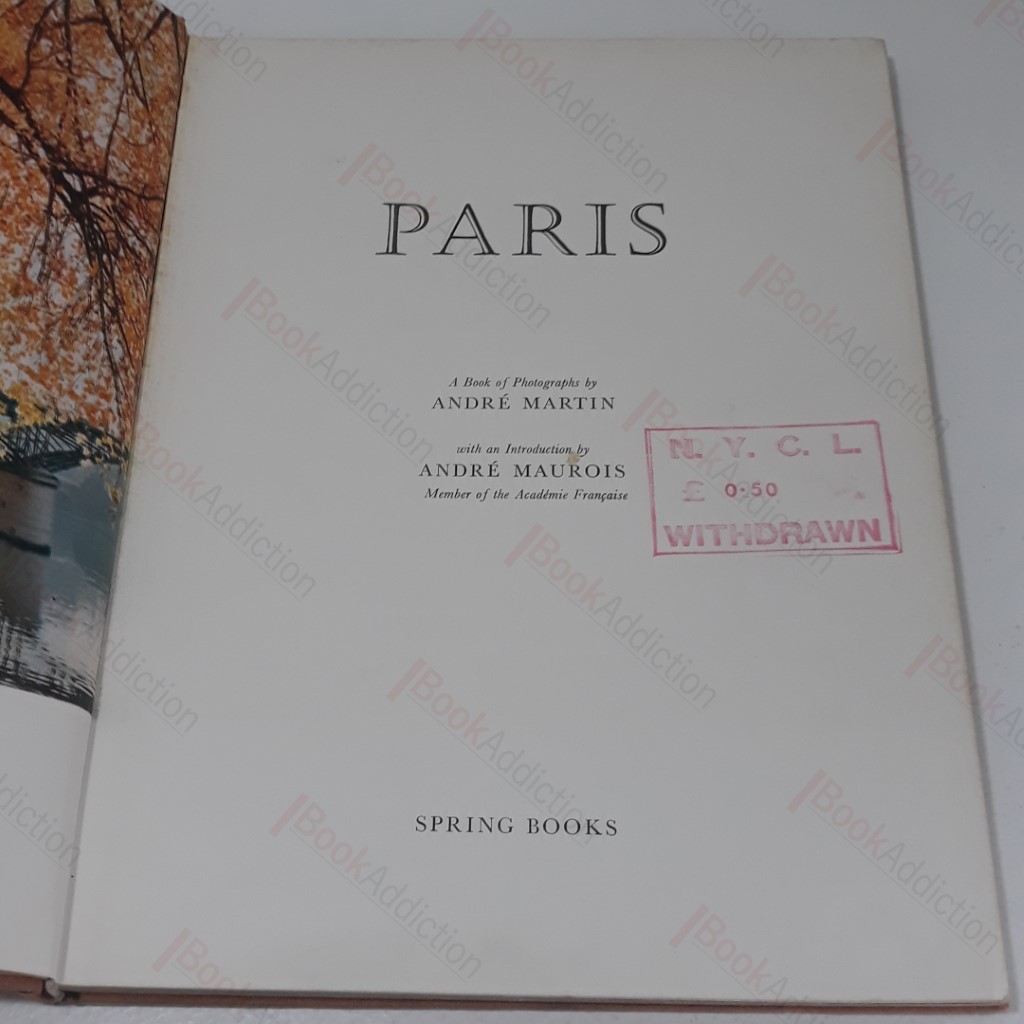 PARIS
A Book of Photographs by
ANDRÉ MARTIN
with an Introduction by
ANDRÉ MAUROIS
Member of the Académie Française
N. Y. C. L.
£ 0·50
WITHDRAWN
SPRING BOOKS
BookAddiction